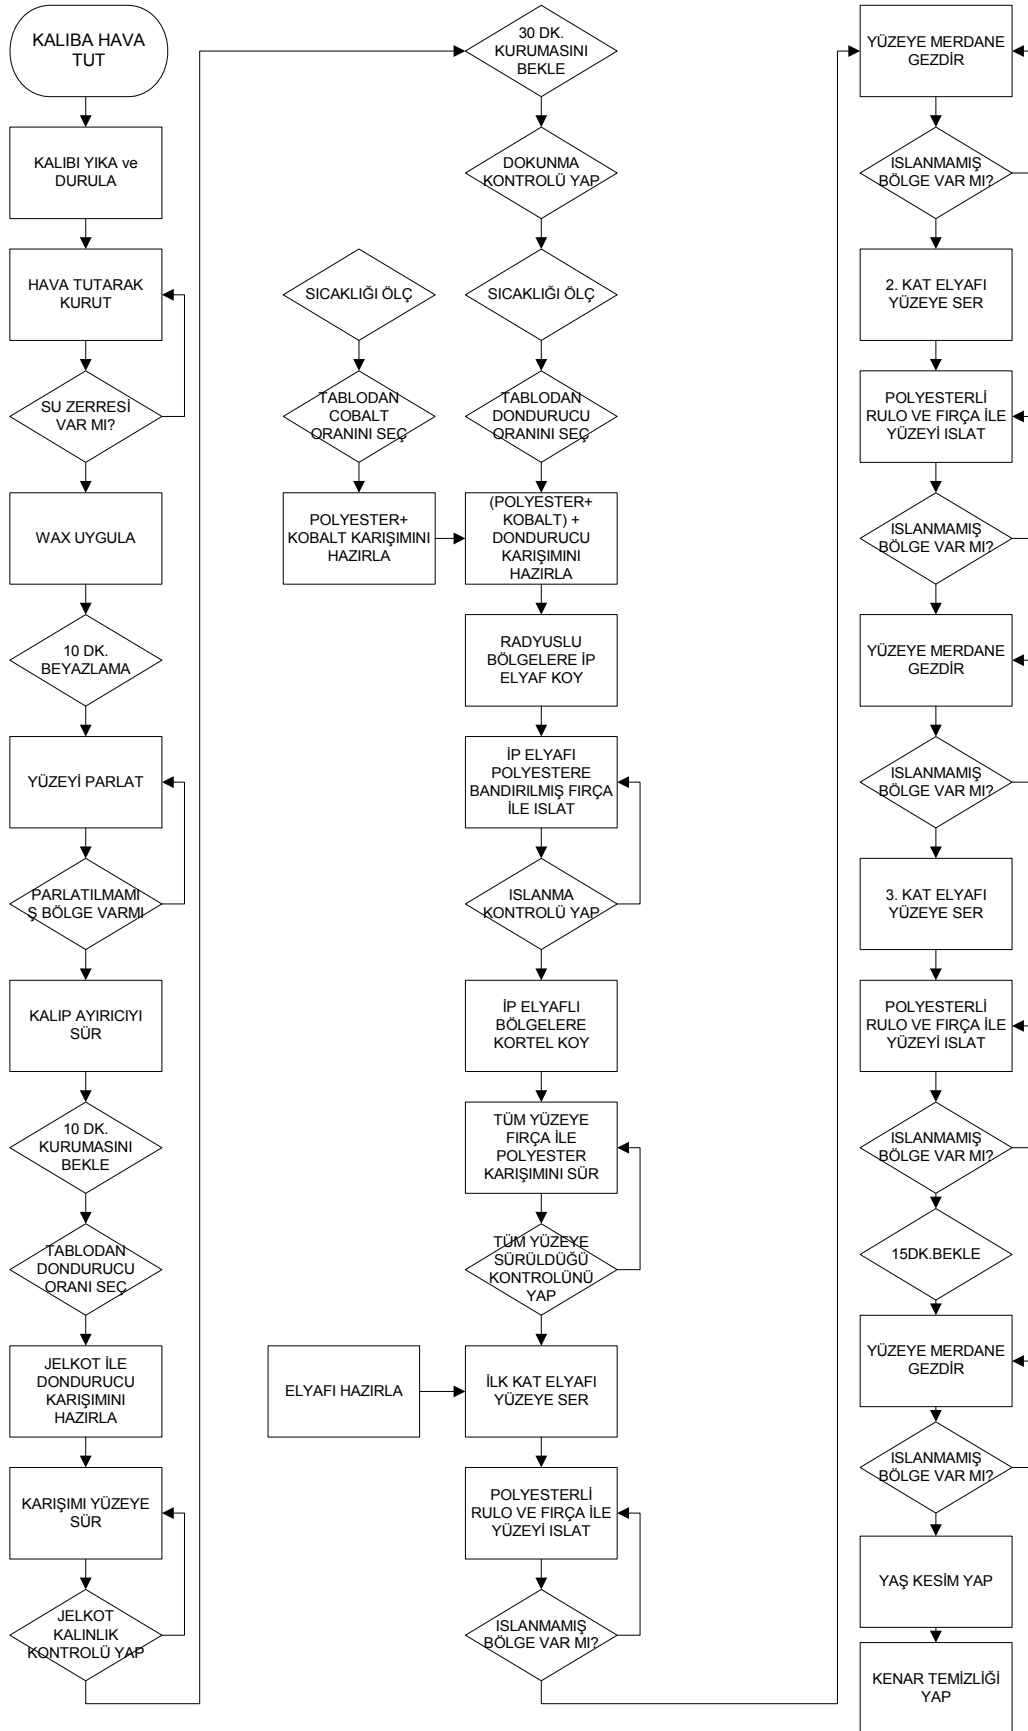 KALIBA HAVA
TUT
KALIBI YIKA ve
DURULA
HAVA TUTARAK
KURUT
SU ZERRESİ
VAR MI?
WAX UYGULA
10 DK.
BEYAZLAMA
YÜZEYİ PARLAT
PARLATILMAMI
Ş BÖLGE VARMI
KALIP AYIRICIYI
SÜR
10 DK.
KURUMASINI
BEKLE
TABLODAN
DONDURUCU
ORANI SEÇ
JELKOT İLE
DONDURUCU
KARIŞIMINI
HAZIRLA
KARIŞIMI YÜZEYE
SÜR
JELKOT
KALINLIK
KONTROLÜ YAP
30 DK.
KURUMASINI
BEKLE
DOKUNMA
KONTROLÜ YAP
SICAKLIĞI ÖLÇ
SICAKLIĞI ÖLÇ
TABLODAN
COBALT
ORANINI SEÇ
TABLODAN
DONDURUCU
ORANINI SEÇ
POLYESTER+
KOBALT KARIŞIMINI
HAZIRLA
(POLYESTER+
KOBALT) +
DONDURUCU
KARIŞIMINI
HAZIRLA
RADYUSLU
BÖLGELERE İP
ELYAF KOY
İP ELYAFI
POLYESTERE
BANDIRILMIŞ FIRÇA
İLE ISLAT
ISLANMA
KONTROLÜ YAP
İP ELYAFLI
BÖLGELERE
KORTEL KOY
TÜM YÜZEYE
FIRÇA İLE
POLYESTER
KARIŞIMINI SÜR
TÜM YÜZEYE
SÜRÜLDÜĞÜ
KONTROLÜNÜ
YAP
ELYAFI HAZIRLA
İLK KAT ELYAFI
YÜZEYE SER
POLYESTERLİ
RULO VE FIRÇA İLE
YÜZEYİ ISLAT
ISLANMAMIŞ
BÖLGE VAR MI?
YÜZEYE MERDANE
GEZDİR
ISLANMAMIŞ
BÖLGE VAR MI?
2. KAT ELYAFI
YÜZEYE SER
POLYESTERLİ
RULO VE FIRÇA İLE
YÜZEYİ ISLAT
ISLANMAMIŞ
BÖLGE VAR MI?
YÜZEYE MERDANE
GEZDİR
ISLANMAMIŞ
BÖLGE VAR MI?
3. KAT ELYAFI
YÜZEYE SER
POLYESTERLİ
RULO VE FIRÇA İLE
YÜZEYİ ISLAT
ISLANMAMIŞ
BÖLGE VAR MI?
15DK.BEKLE
YÜZEYE MERDANE
GEZDİR
ISLANMAMIŞ
BÖLGE VAR MI?
YAŞ KESİM YAP
KENAR TEMİZLİĞİ
YAP